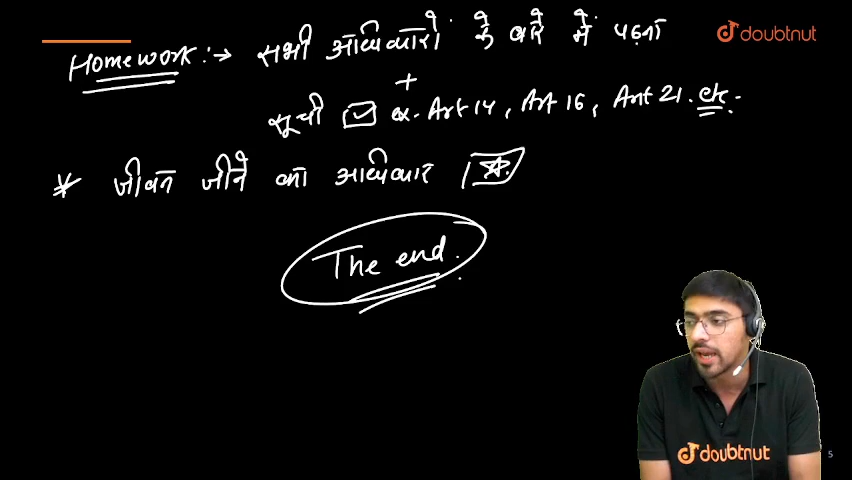 Homework :→ सभी अधिकारों के बारे में पढ़ना
doubtnut
+
सूची ex. Art 14, Art 16, Art 21. etc.
* जीवन जीने का अधिकार
The end.
doubtnut
5